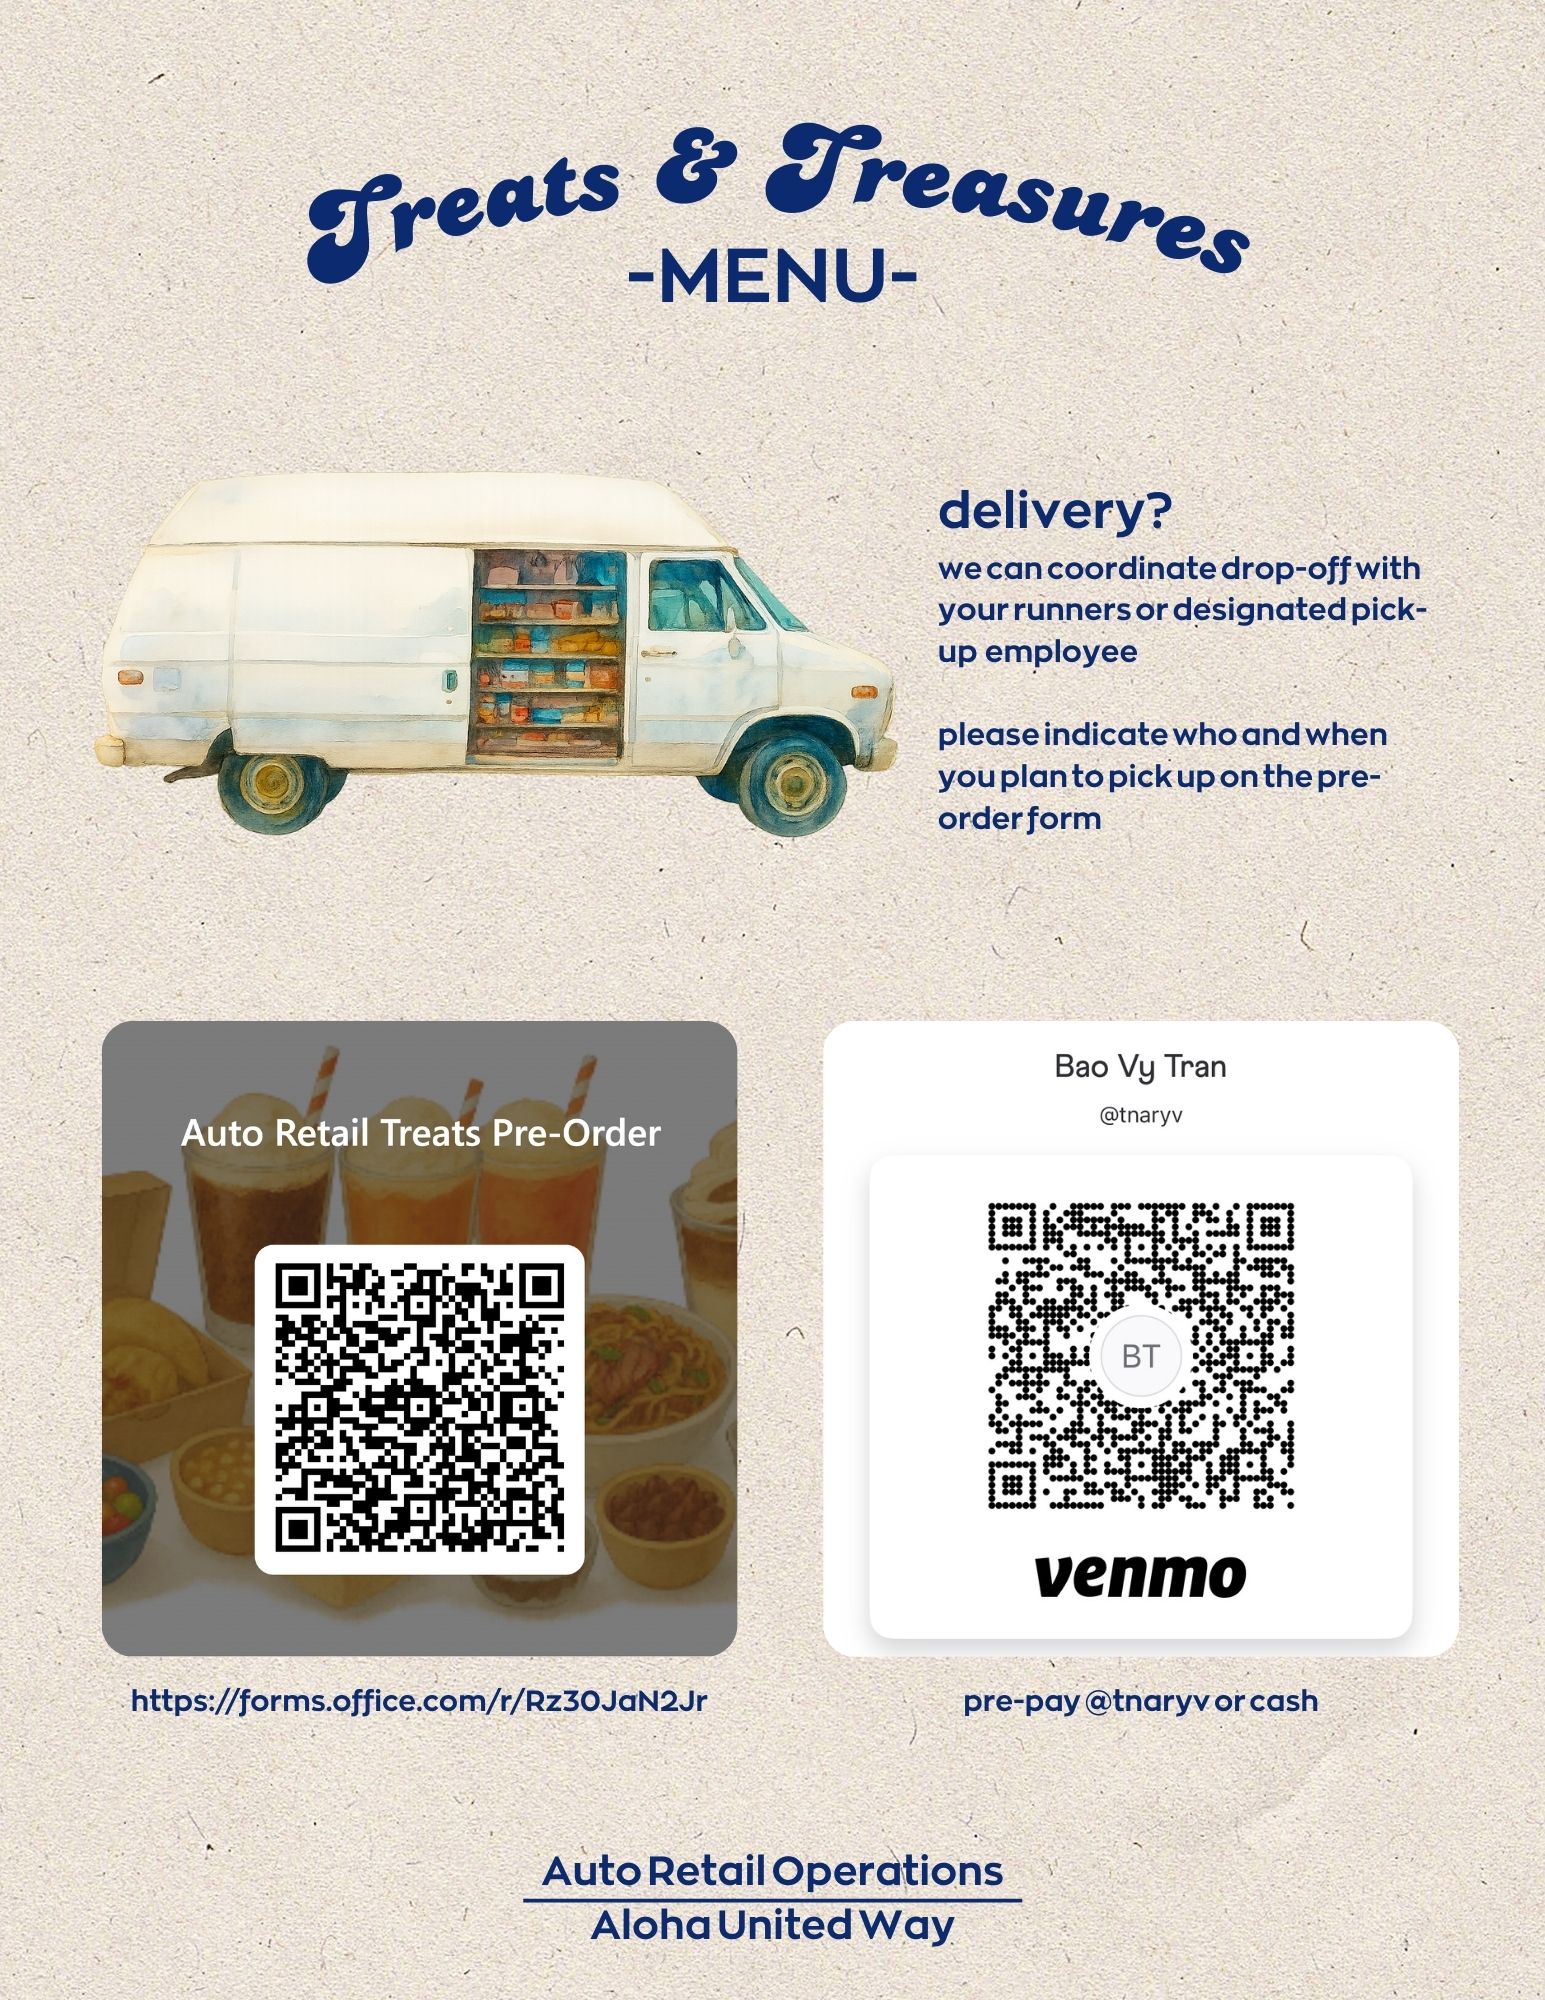 Treats & Treasures
-MENU-
delivery?
we can coordinate drop-off with
your runners or designated pick-
up employee
please indicate who and when
you plan to pick up on the pre-
order form
Auto Retail Treats Pre-Order
https://forms.office.com/r/Rz30JaN2Jr
Bao Vy Tran
@tnaryv
BT
venmo
pre-pay @tnaryv or cash
Auto Retail Operations
Aloha United Way